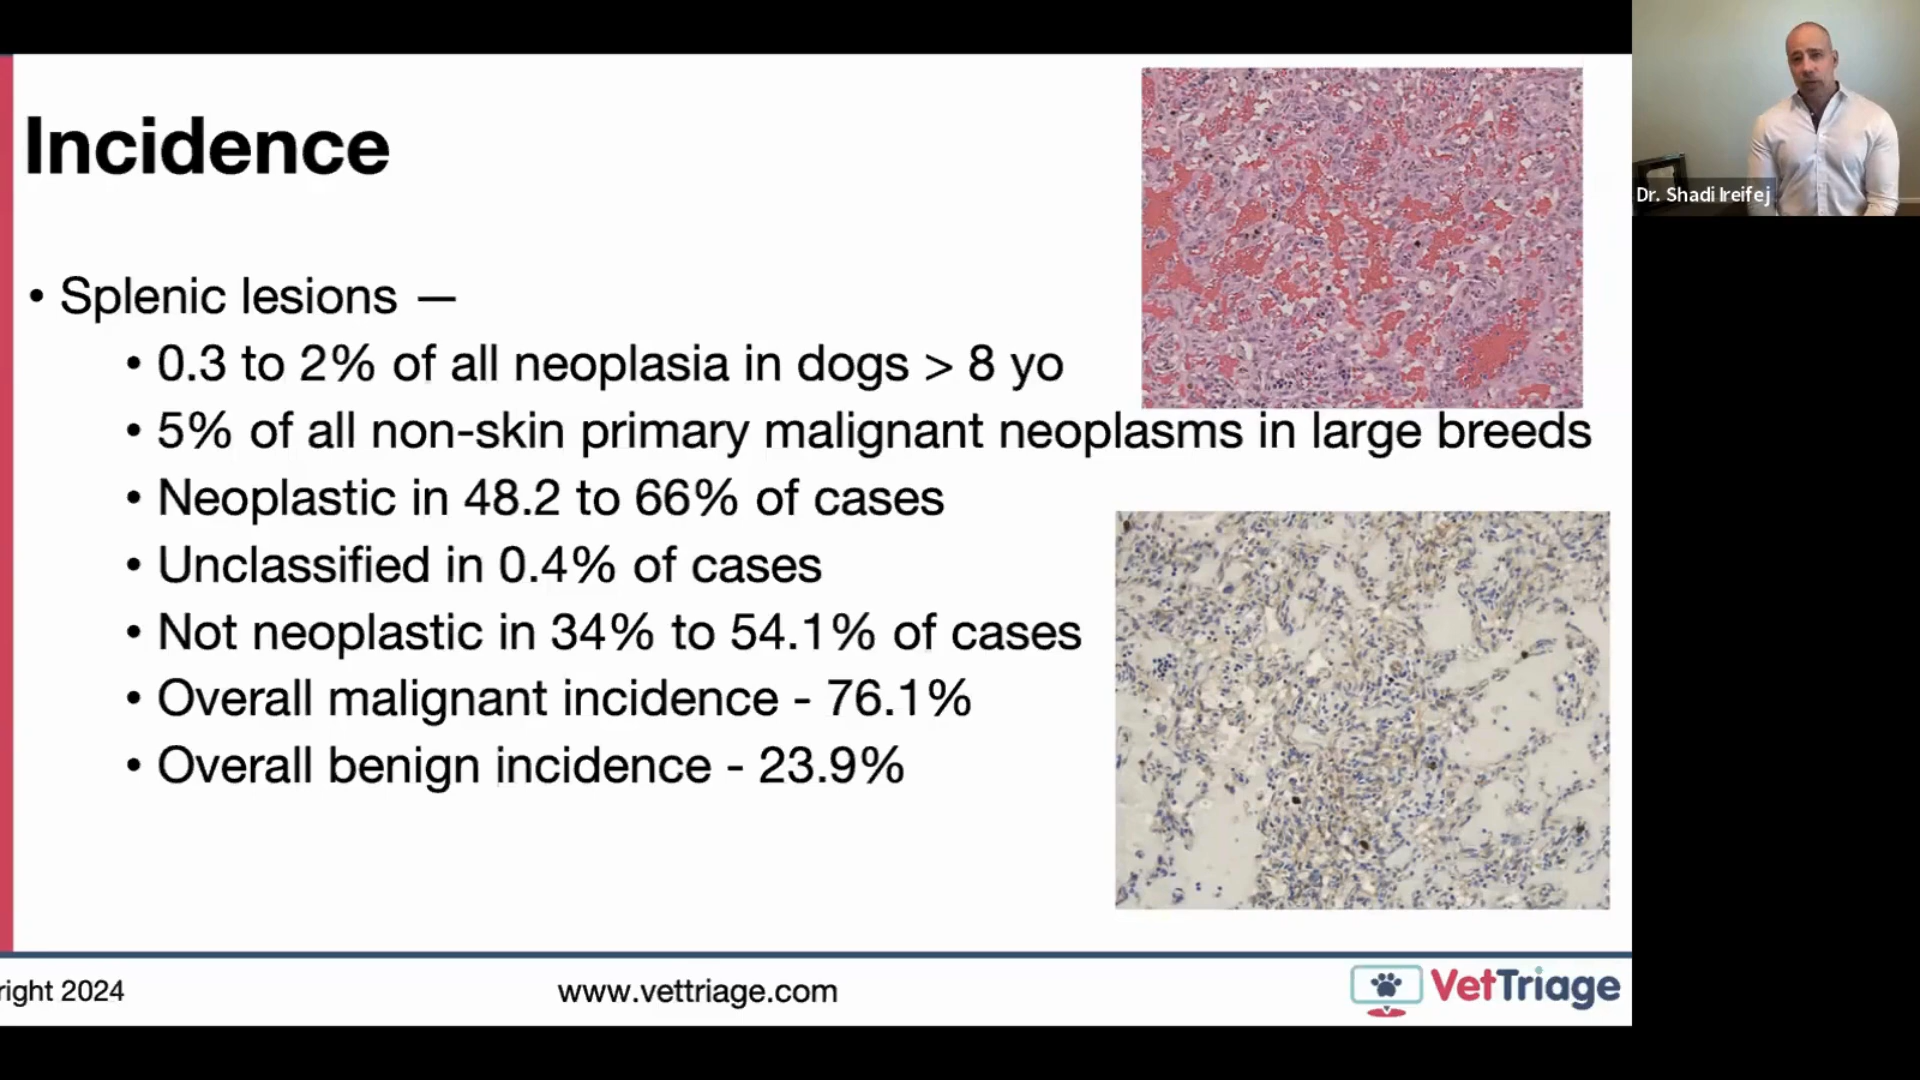 Incidence
• Splenic lesions —
• 0.3 to 2% of all neoplasia in dogs > 8 yo
• 5% of all non-skin primary malignant neoplasms in large breeds
• Neoplastic in 48.2 to 66% of cases
• Unclassified in 0.4% of cases
• Not neoplastic in 34% to 54.1% of cases
• Overall malignant incidence - 76.1%
• Overall benign incidence - 23.9%
right 2024
www.vettriage.com
VetTriage
Dr. Shadi Ireifej